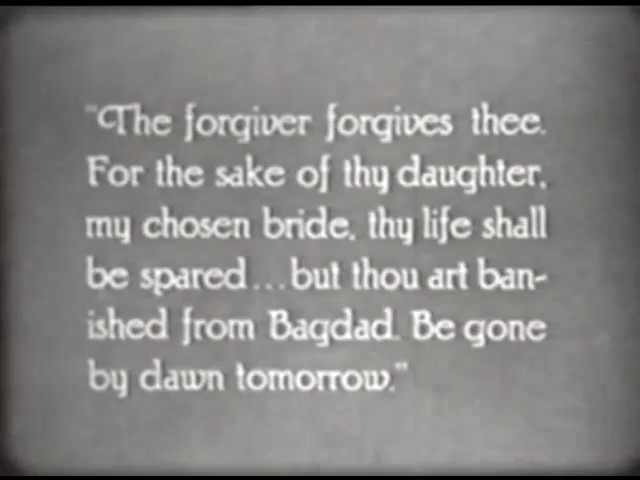 "The forgiver forgives thee.
For the sake of thy daughter,
my chosen bride, thy life shall
be spared...but thou art ban-
ished from Bagdad. Be gone
by dawn tomorrow."